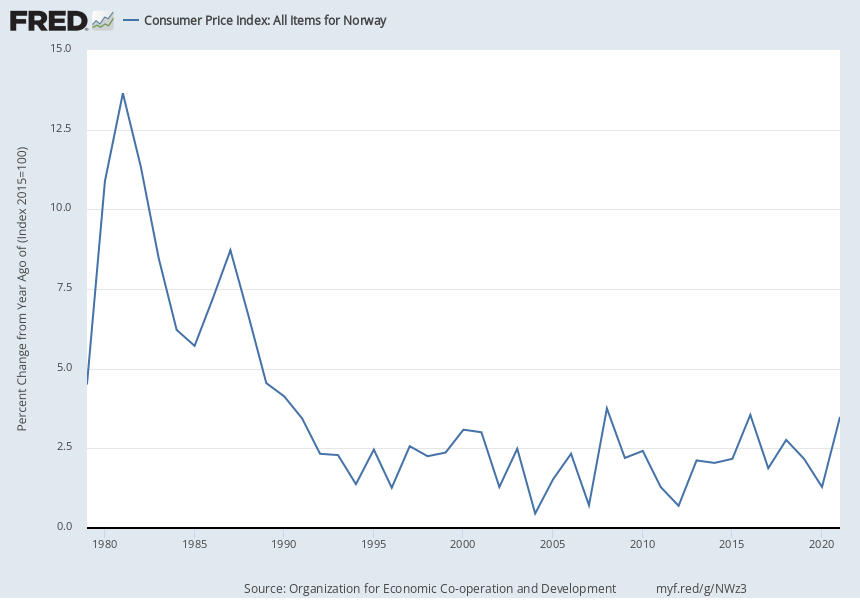 FRED
Consumer Price Index: All Items for Norway
15.0
12.5
10.0
7.5
5.0
2.5
0.0
Percent Change from Year Ago of (Index 2015=100)
1980 1985 1990 1995 2000 2005 2010 2015 2020
Source: Organization for Economic Co-operation and Development myf.red/g/NWz3